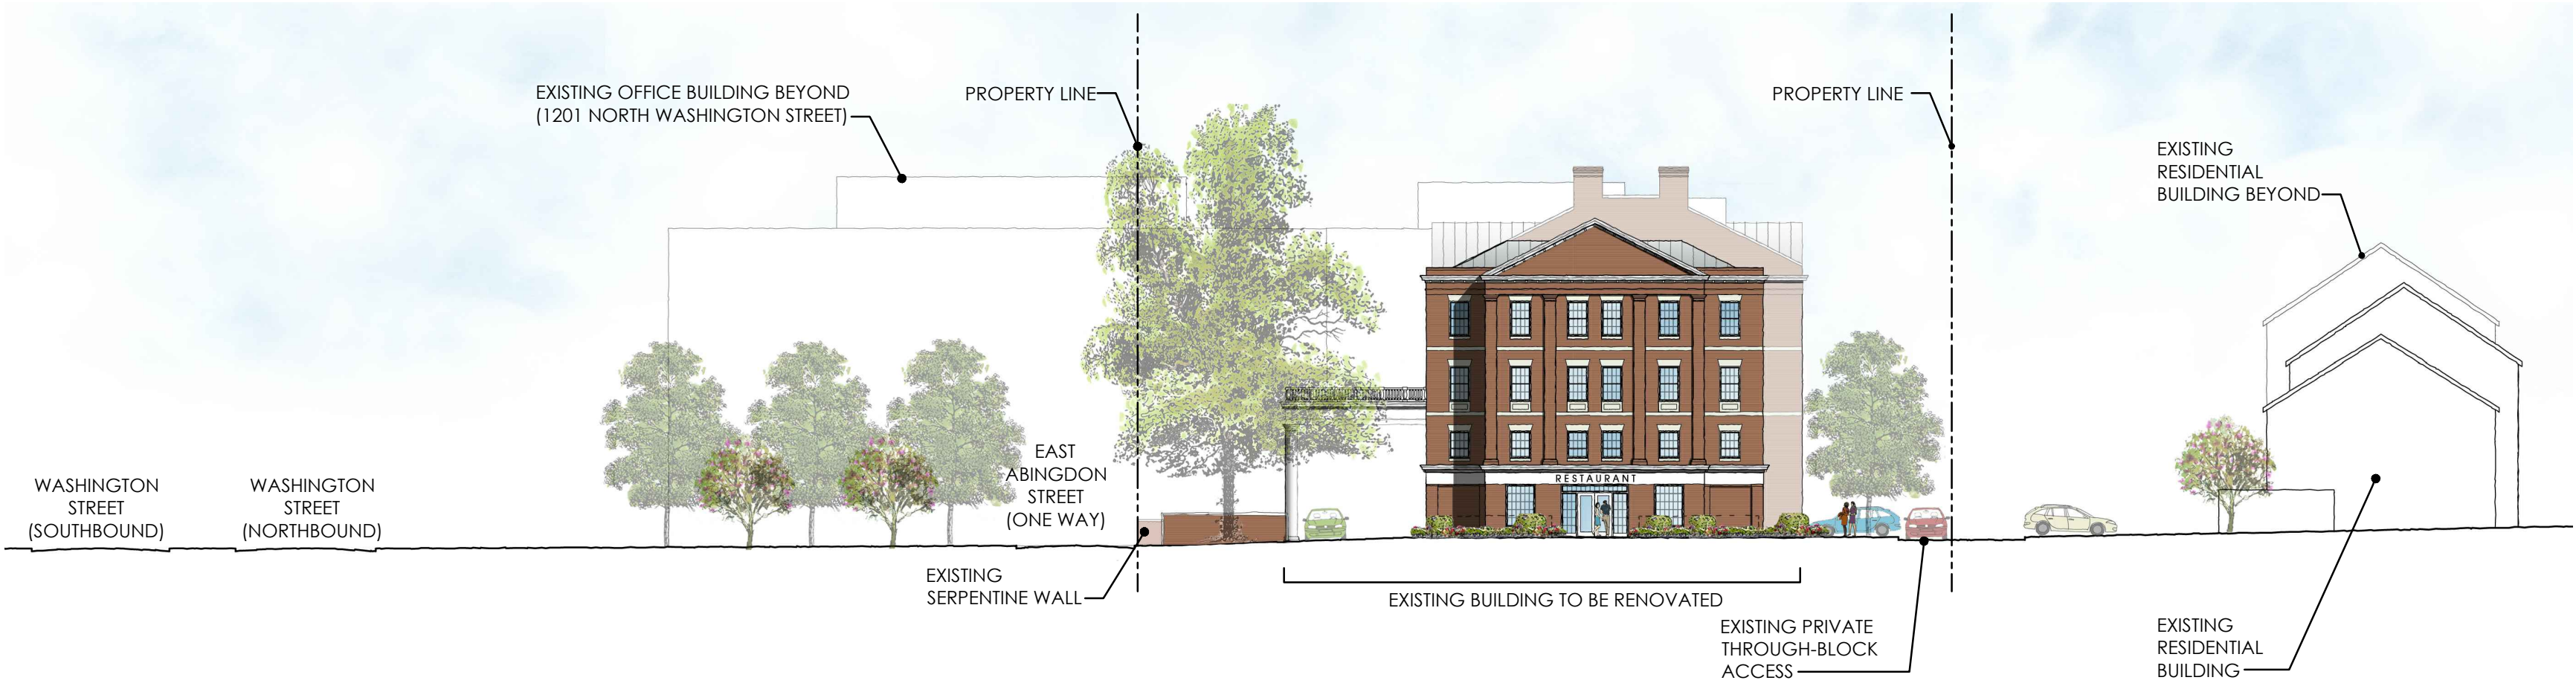 EXISTING OFFICE BUILDING BEYOND
(1201 NORTH WASHINGTON STREET)
PROPERTY LINE
PROPERTY LINE
EXISTING
RESIDENTIAL
BUILDING BEYOND
WASHINGTON
STREET
(SOUTHBOUND)
WASHINGTON
STREET
(NORTHBOUND)
EAST
ABINGDON
STREET
(ONE WAY)
RESTAURANT
EXISTING
SERPENTINE WALL
EXISTING BUILDING TO BE RENOVATED
EXISTING PRIVATE
THROUGH-BLOCK
ACCESS
EXISTING
RESIDENTIAL
BUILDING